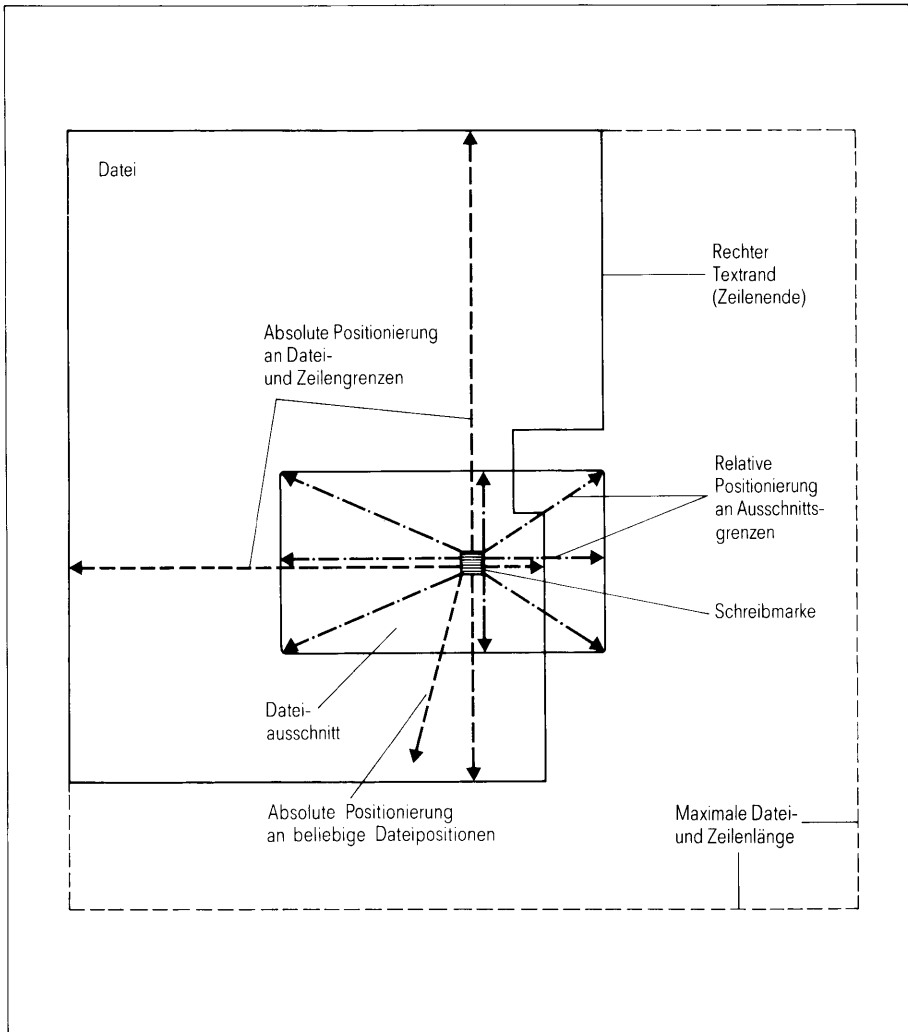 Datei
Rechter
Textrand
(Zeilenende)
Absolute Positionierung
an Datei-
und Zeilengrenzen
Relative
Positionierung
an Ausschnitts-
grenzen
Schreibmarke
Datei-
ausschnitt
Absolute Positionierung
an beliebige Dateipositionen
Maximale Datei-
und Zeilenlänge